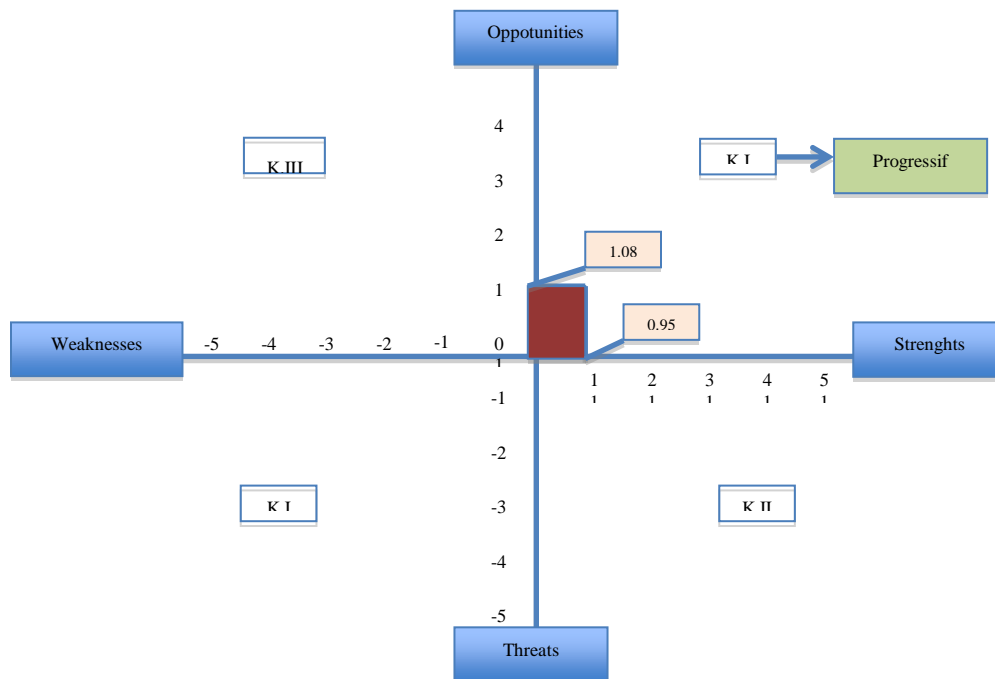 Oppotunities
4
K.III
K.I
Progressif
3
2
1.08
1
0.95
Weaknesses
-5 -4 -3 -2 -1 0
Strenghts
1 2 3 4 5
-1
-2
K.I
-3
K.II
-4
-5
Threats